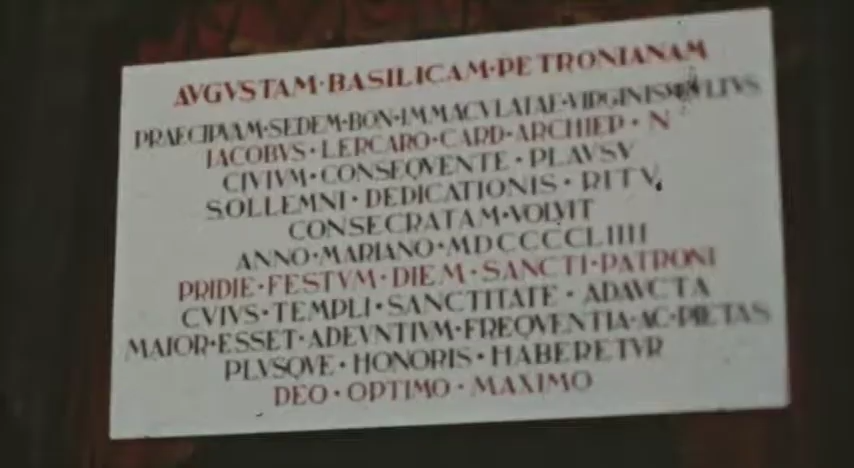 AVGVSTAM·BASILICAM·PETRONIANAM
PRAECIPVAM·SEDEM·BON·IMMACVLATAE·VIRGINIS
IACOBVS·LERCARO·CARD·ARCHIEP·N
CIVIVM·CONSEQVENTE·PLAVSV
SOLLEMNI·DEDICATIONIS·RITV
CONSECRATAM·VOLVIT
ANNO·MARIANO·MDCCCCLIIII
PRIDIE·FESTVM·DIEM·SANCTI·PATRONI
CVIVS·TEMPLI·SANCTITATE·ADAVCTA
MAIOR·ESSET·ADEVNTIVM·FREQVENTIA·AC·PIETAS
PLVSQVE·HONORIS·HABERETVR
DEO·OPTIMO·MAXIMO